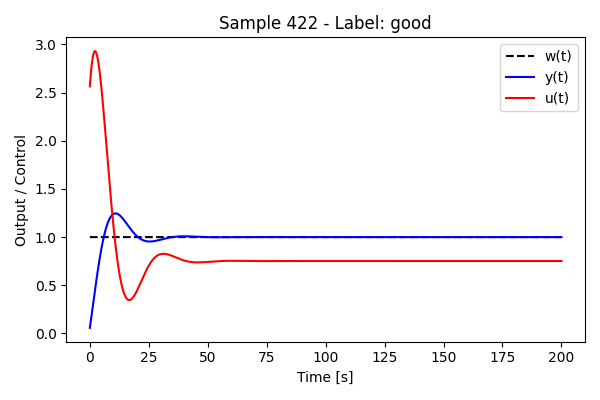 Sample 422 - Label: good
3.0
2.5
2.0
1.5
1.0
0.5
0.0
Output / Control
w(t)
y(t)
u(t)
0 25 50 75 100 125 150 175 200
Time [s]